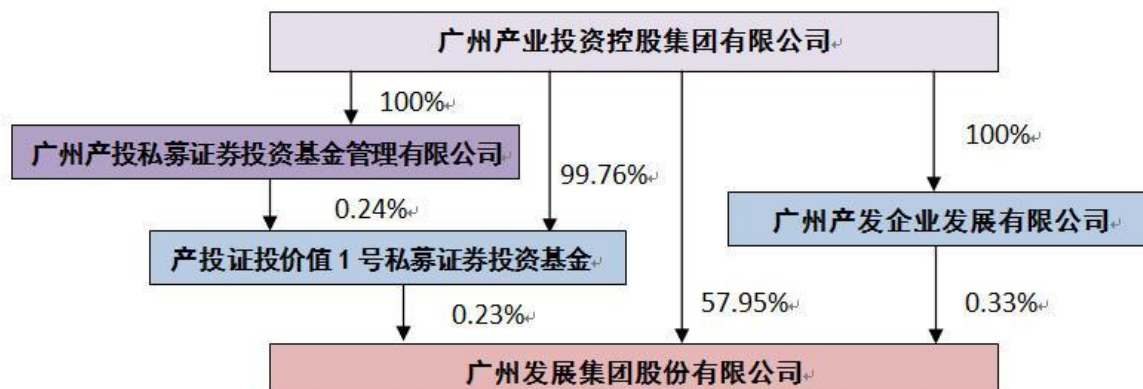 广州产业投资控股集团有限公司
100%
广州产投私募证券投资基金管理有限公司
100%
99.76%
0.24%
广州产发企业发展有限公司
产投证投价值 1 号私募证券投资基金
0.23%
57.95%
0.33%
广州发展集团股份有限公司